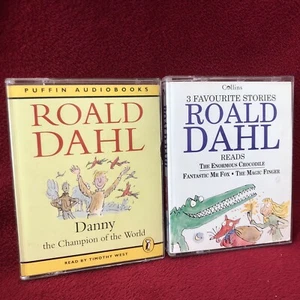 PUFFIN AUDIOBOOKS
ROALD
DAHL
Danny
the Champion of the World
READ BY TIMOTHY WEST
Collins
3 FAVOURITE STORIES
ROALD
DAHL
READS
THE ENORMOUS CROCODILE
FANTASTIC MR FOX • THE MAGIC FINGER